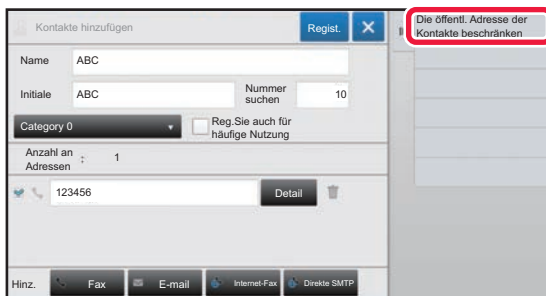 Kontakte hinzufügen
Regist.
Die öffentl. Adresse der
Kontakte beschränken
Name
ABC
Initiale
ABC
Nummer
suchen
10
Category 0
Reg.Sie auch für
häufige Nutzung
Anzahl an
Adressen
:
1
123456
Detail
Hinz.
Fax
E-mail
Internet-Fax
Direkte SMTP